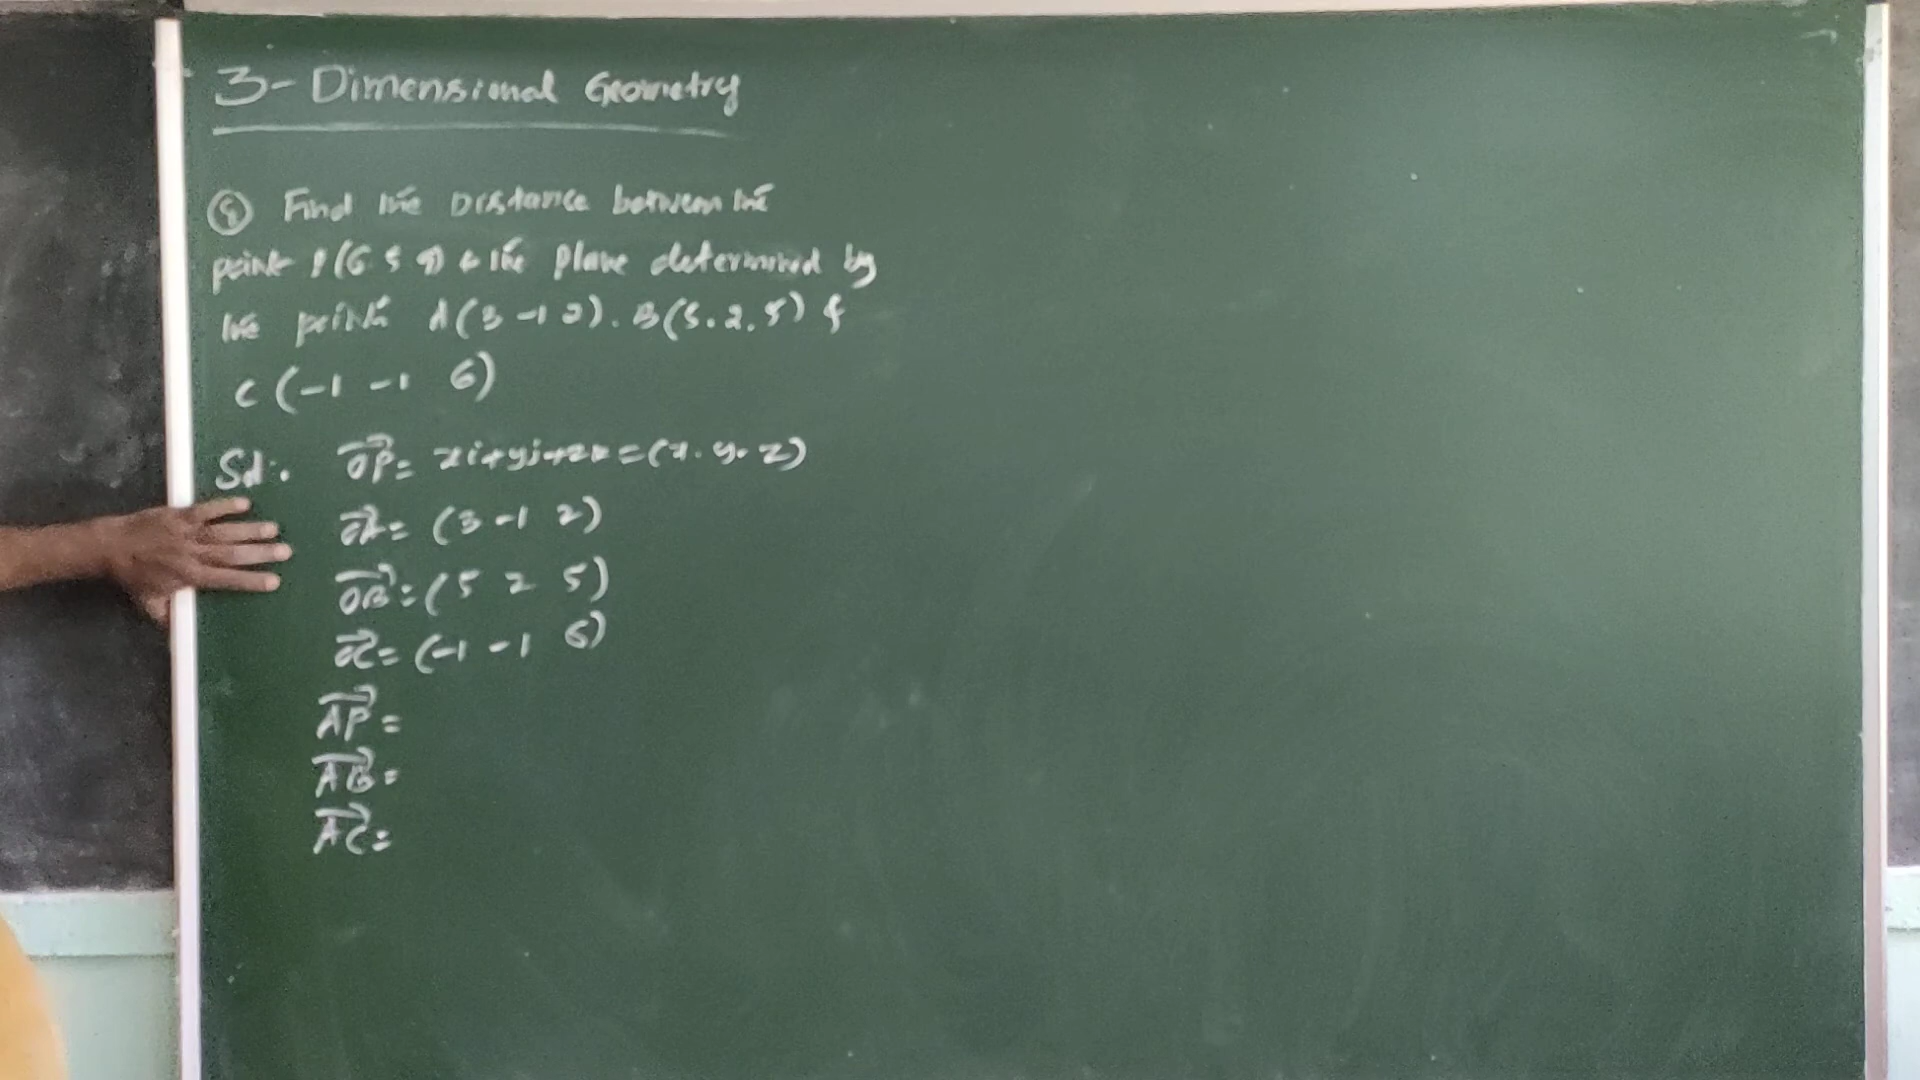 3- Dimensional Geometry
Q Find the Distance between the
point P(6 5 9) & the plane determined by
the points A(3 -1 2). B(5.2.5) &
C (-1 -1 6)
Sol:. OP= xi+yj+zk=(x.y.z)
OA= (3 -1 2)
OB=(5 2 5)
OC= (-1 -1 6)
AP=
AB=
AC=